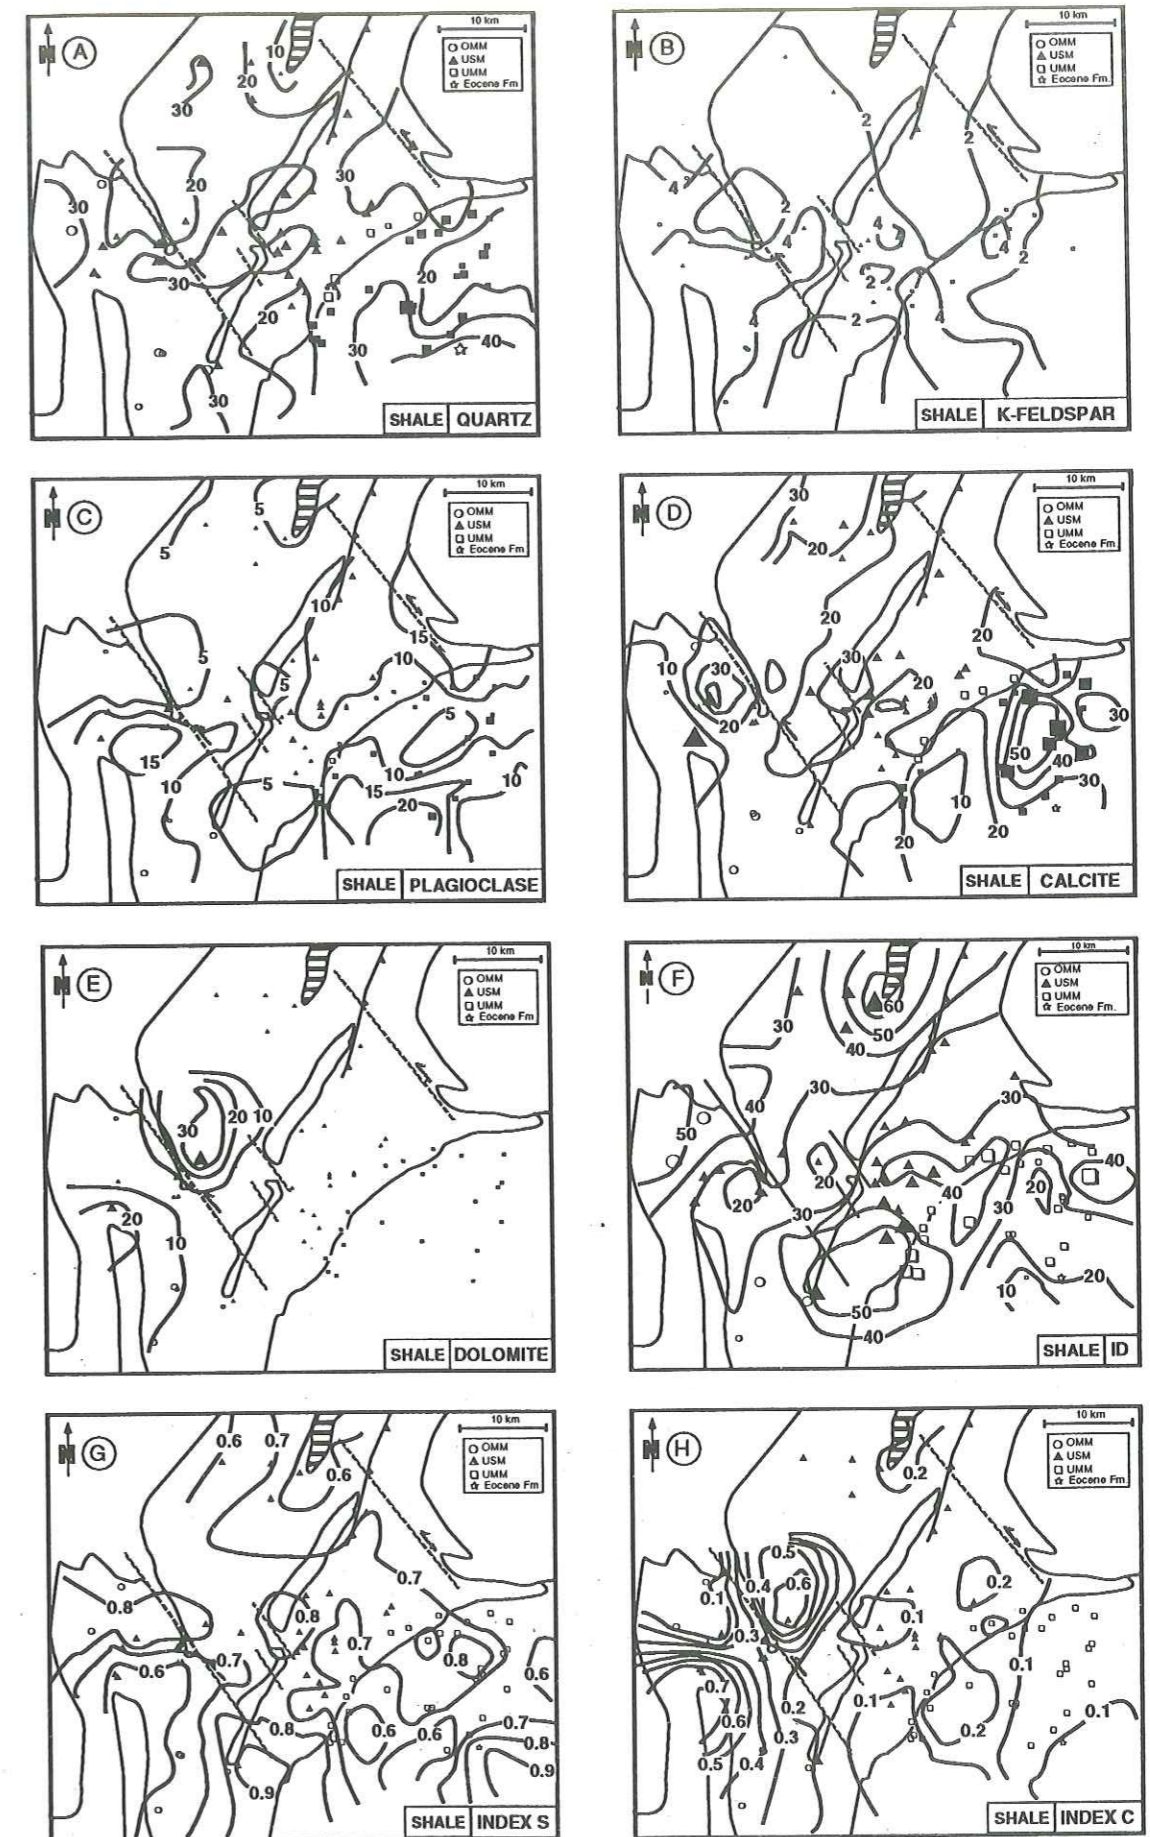 N A
10 km
OMM
USM
UMM
Eocene Fm
10
20
30
20
30
30
30
20
20
30
40
30
SHALE QUARTZ
N B
10 km
OMM
USM
UMM
Eocene Fm.
2
2
4
2
4
4
4
2
2
4
2
4
SHALE K-FELDSPAR
N C
10 km
OMM
USM
UMM
Eocene Fm
5
5
10
15
5
10
5
5
15
10
5
10
15
10
20
SHALE PLAGIOCLASE
N D
10 km
OMM
USM
UMM
Eocene Fm
30
20
20
20
10
30
30
20
20
30
50
40
40
30
10
20
20
SHALE CALCITE
N E
10 km
OMM
USM
UMM
Eocene Fm
20
10
30
20
10
SHALE DOLOMITE
N F
10 km
OMM
USM
UMM
Eocene Fm.
60
30
50
40
30
30
40
50
40
20
20
40
20
30
30
20
10
50
40
SHALE ID
N G
10 km
OMM
USM
UMM
Eocene Fm
0.6
0.7
0.6
0.7
0.8
0.8
0.7
0.8
0.6
0.7
0.6
0.8
0.6
0.6
0.7
0.8
0.9
0.9
SHALE INDEX S
N H
10 km
OMM
USM
UMM
Eocene Fm
0.2
0.5
0.4
0.6
0.2
0.1
0.1
0.3
0.1
0.7
0.2
0.1
0.6
0.3
0.2
0.1
0.5
0.4
SHALE INDEX C